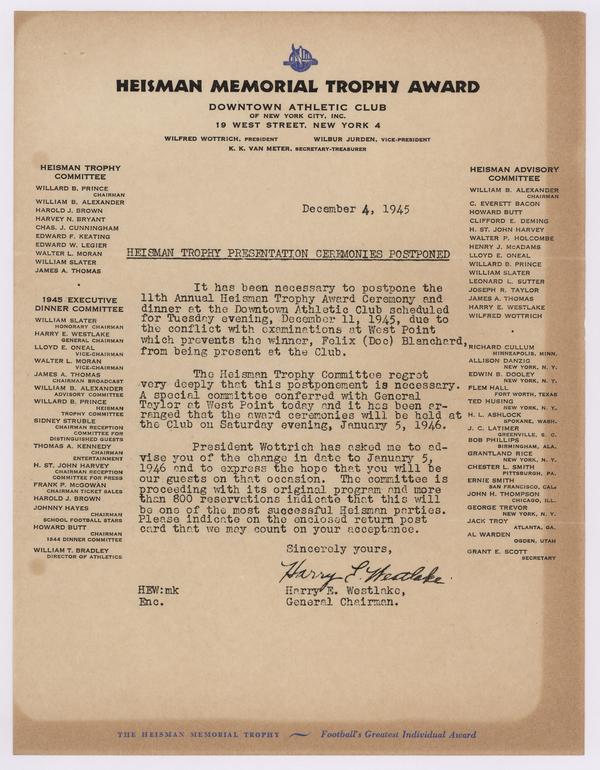 HEISMAN MEMORIAL TROPHY AWARD
DOWNTOWN ATHLETIC CLUB
OF NEW YORK CITY, INC.
19 WEST STREET, NEW YORK 4
WILFRED WOTTRICH, PRESIDENT WILBUR JURDEN, VICE-PRESIDENT
K. K. VAN METER, SECRETARY-TREASURER
HEISMAN TROPHY
COMMITTEE
WILLARD B. PRINCE
CHAIRMAN
WILLIAM B. ALEXANDER
HAROLD J. BROWN
HARVEY N. BRYANT
CHAS. J. CUNNINGHAM
EDWARD F. KEATING
EDWARD W. LEGIER
WALTER L. MORAN
WILLIAM SLATER
JAMES A. THOMAS
1945 EXECUTIVE
DINNER COMMITTEE
WILLIAM SLATER
HONORARY CHAIRMAN
HARRY E. WESTLAKE
GENERAL CHAIRMAN
LLOYD E. ONEAL
VICE-CHAIRMAN
WALTER L. MORAN
VICE-CHAIRMAN
JAMES A. THOMAS
CHAIRMAN BROADCAST
WILLIAM B. ALEXANDER
ADVISORY COMMITTEE
WILLARD B. PRINCE
HEISMAN
TROPHY COMMITTEE
SIDNEY STRUBLE
CHAIRMAN RECEPTION
COMMITTEE FOR
DISTINGUISHED GUESTS
THOMAS A. KENNEDY
CHAIRMAN
ENTERTAINMENT
H. ST. JOHN HARVEY
CHAIRMAN RECEPTION
COMMITTEE FOR PRESS
FRANK P. McGOWAN
CHAIRMAN TICKET SALES
HAROLD J. BROWN
JOHNNY HAYES
CHAIRMAN
SCHOOL FOOTBALL STARS
HOWARD BUTT
CHAIRMAN
1944 DINNER COMMITTEE
WILLIAM T. BRADLEY
DIRECTOR OF ATHLETICS
December 4, 1945
HEISMAN TROPHY PRESENTATION CEREMONIES POSTPONED
It has been necessary to postpone the
11th Annual Heisman Trophy Award Ceremony and
dinner at the Downtown Athletic Club scheduled
for Tuesday evening, December 11, 1945, due to
the conflict with examinations at West Point
which prevents the winner, Felix (Doc) Blanchard,
from being present at the Club.
The Heisman Trophy Committee regret
very deeply that this postponement is necessary.
A special committee conferred with General
Taylor at West Point today and it has been ar-
ranged that the award ceremonies will be held at
the Club on Saturday evening, January 5, 1946.
President Wottrich has asked me to ad-
vise you of the change in date to January 5,
1946 and to express the hope that you will be
our guests on that occasion. The committee is
proceeding with its original program and more
than 800 reservations indicate that this will
be one of the most successful Heisman parties.
Please indicate on the enclosed return post
card that we may count on your acceptance.
Sincerely yours,
Harry E. Westlake.
HEW:mk Harry E. Westlake,
Enc. General Chairman.
HEISMAN ADVISORY
COMMITTEE
WILLIAM B. ALEXANDER
CHAIRMAN
C. EVERETT BACON
HOWARD BUTT
CLIFFORD E. DEMING
H. ST. JOHN HARVEY
WALTER P. HOLCOMBE
HENRY J. McADAMS
LLOYD E. ONEAL
WILLARD B. PRINCE
WILLIAM SLATER
LEONARD L. SUTTER
JOSEPH R. TAYLOR
JAMES A. THOMAS
HARRY E. WESTLAKE
WILFRED WOTTRICH
RICHARD CULLUM
MINNEAPOLIS, MINN.
ALLISON DANZIG
NEW YORK, N. Y.
EDWIN B. DOOLEY
NEW YORK, N. Y.
FLEM HALL
FORT WORTH, TEXAS
TED HUSING
NEW YORK, N. Y.
H. L. ASHLOCK
SPOKANE, WASH.
J. C. LATIMER
GREENVILLE, S. C.
BOB PHILLIPS
BIRMINGHAM, ALA.
GRANTLAND RICE
NEW YORK, N. Y.
CHESTER L. SMITH
PITTSBURGH, PA.
ERNIE SMITH
SAN FRANCISCO, CAL.
JOHN H. THOMPSON
CHICAGO, ILL.
GEORGE TREVOR
NEW YORK, N. Y.
JACK TROY
ATLANTA, GA.
AL WARDEN
OGDEN, UTAH
GRANT E. SCOTT
SECRETARY
THE HEISMAN MEMORIAL TROPHY ~ Football's Greatest Individual Award